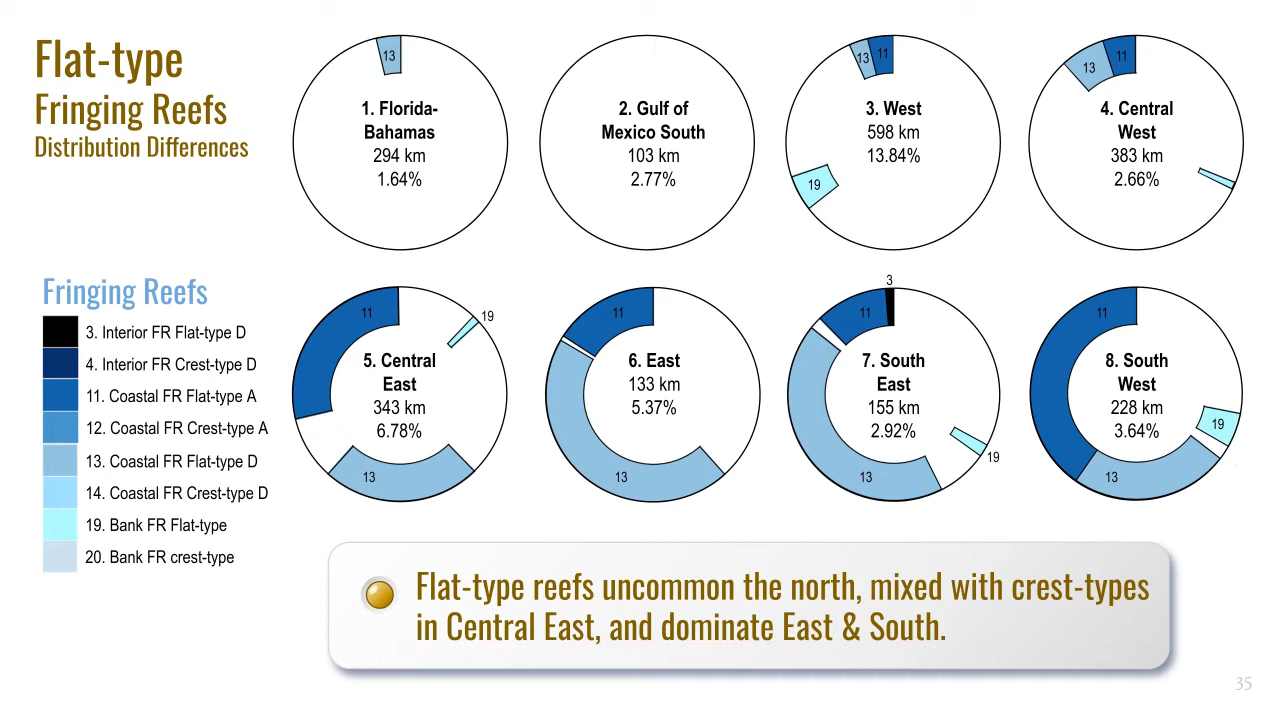 Flat-type
Fringing Reefs
Distribution Differences
13
1. Florida-
Bahamas
294 km
1.64%
2. Gulf of
Mexico South
103 km
2.77%
13
11
3. West
598 km
13.84%
19
13
11
4. Central
West
383 km
2.66%
Fringing Reefs
3. Interior FR Flat-type D
4. Interior FR Crest-type D
11. Coastal FR Flat-type A
12. Coastal FR Crest-type A
13. Coastal FR Flat-type D
14. Coastal FR Crest-type D
19. Bank FR Flat-type
20. Bank FR crest-type
11
19
5. Central
East
343 km
6.78%
13
11
6. East
133 km
5.37%
13
3
11
7. South
East
155 km
2.92%
19
13
11
8. South
West
228 km
3.64%
19
13
Flat-type reefs uncommon the north, mixed with crest-types
in Central East, and dominate East & South.
35